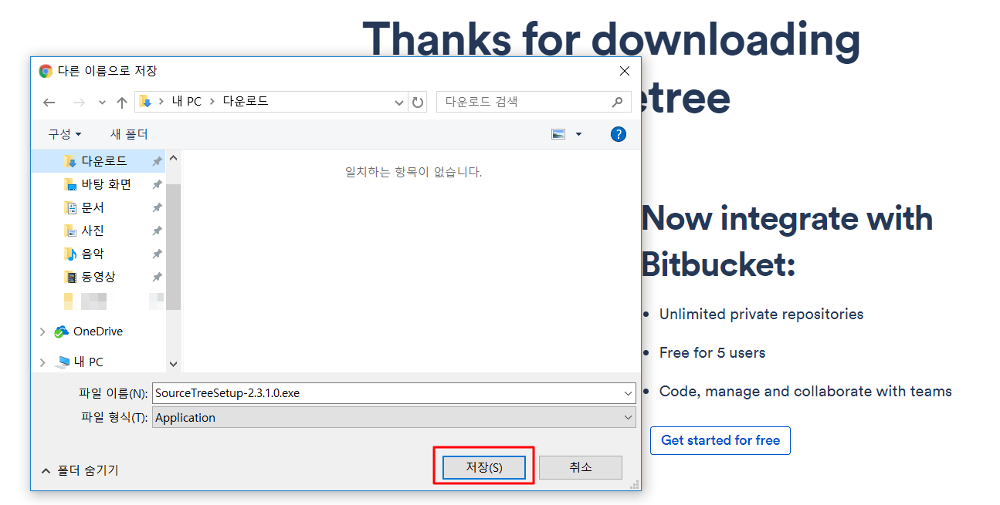 Thanks for downloading
etree
다른 이름으로 저장
내 PC > 다운로드
다운로드 검색
구성
새 폴더
?
다운로드
바탕 화면
문서
사진
음악
동영상
OneDrive
내 PC
일치하는 항목이 없습니다.
파일 이름(N): SourceTreeSetup-2.3.1.0.exe
파일 형식(T): Application
폴더 숨기기
저장(S)
취소
Now integrate with
Bitbucket:
• Unlimited private repositories
• Free for 5 users
• Code, manage and collaborate with teams
Get started for free